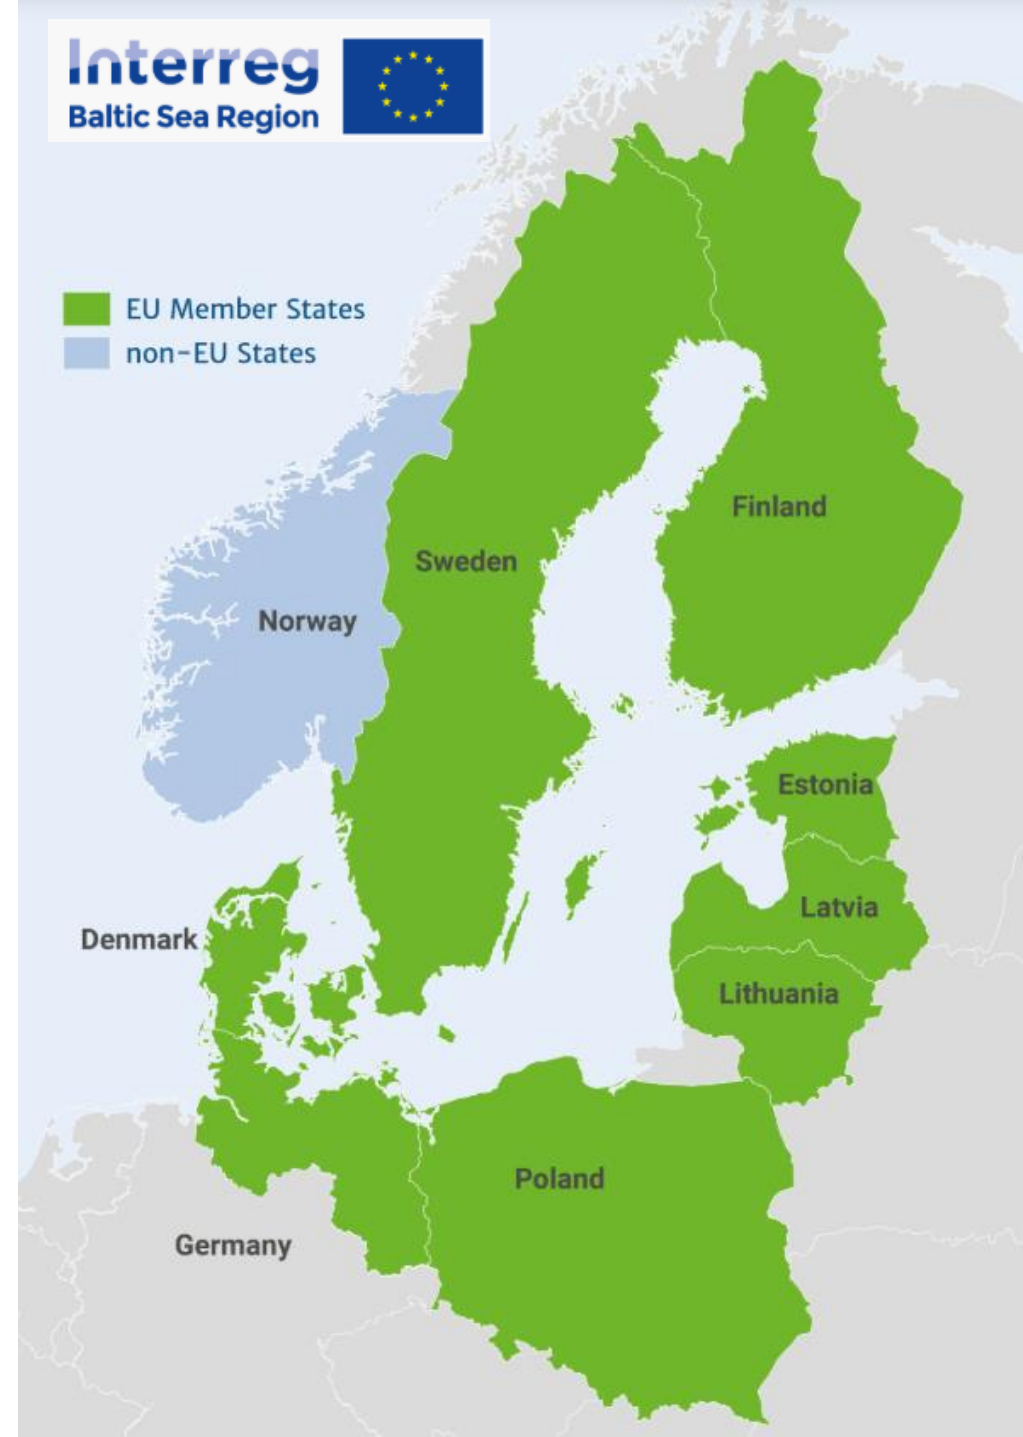 Interreg
Baltic Sea Region
EU Member States
non-EU States
Finland
Sweden
Norway
Estonia
Latvia
Denmark
Lithuania
Poland
Germany